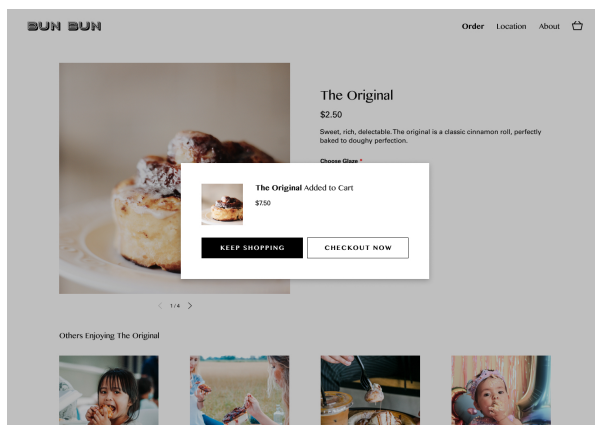 BUN BUN
Order Location About
The Original
$2.50
Sweet, rich, delectable. The original is a classic cinnamon roll, perfectly
baked to doughy perfection.
Choose Glaze *
The Original Added to Cart
$7.50
KEEP SHOPPING
CHECKOUT NOW
1 / 4
Others Enjoying The Original